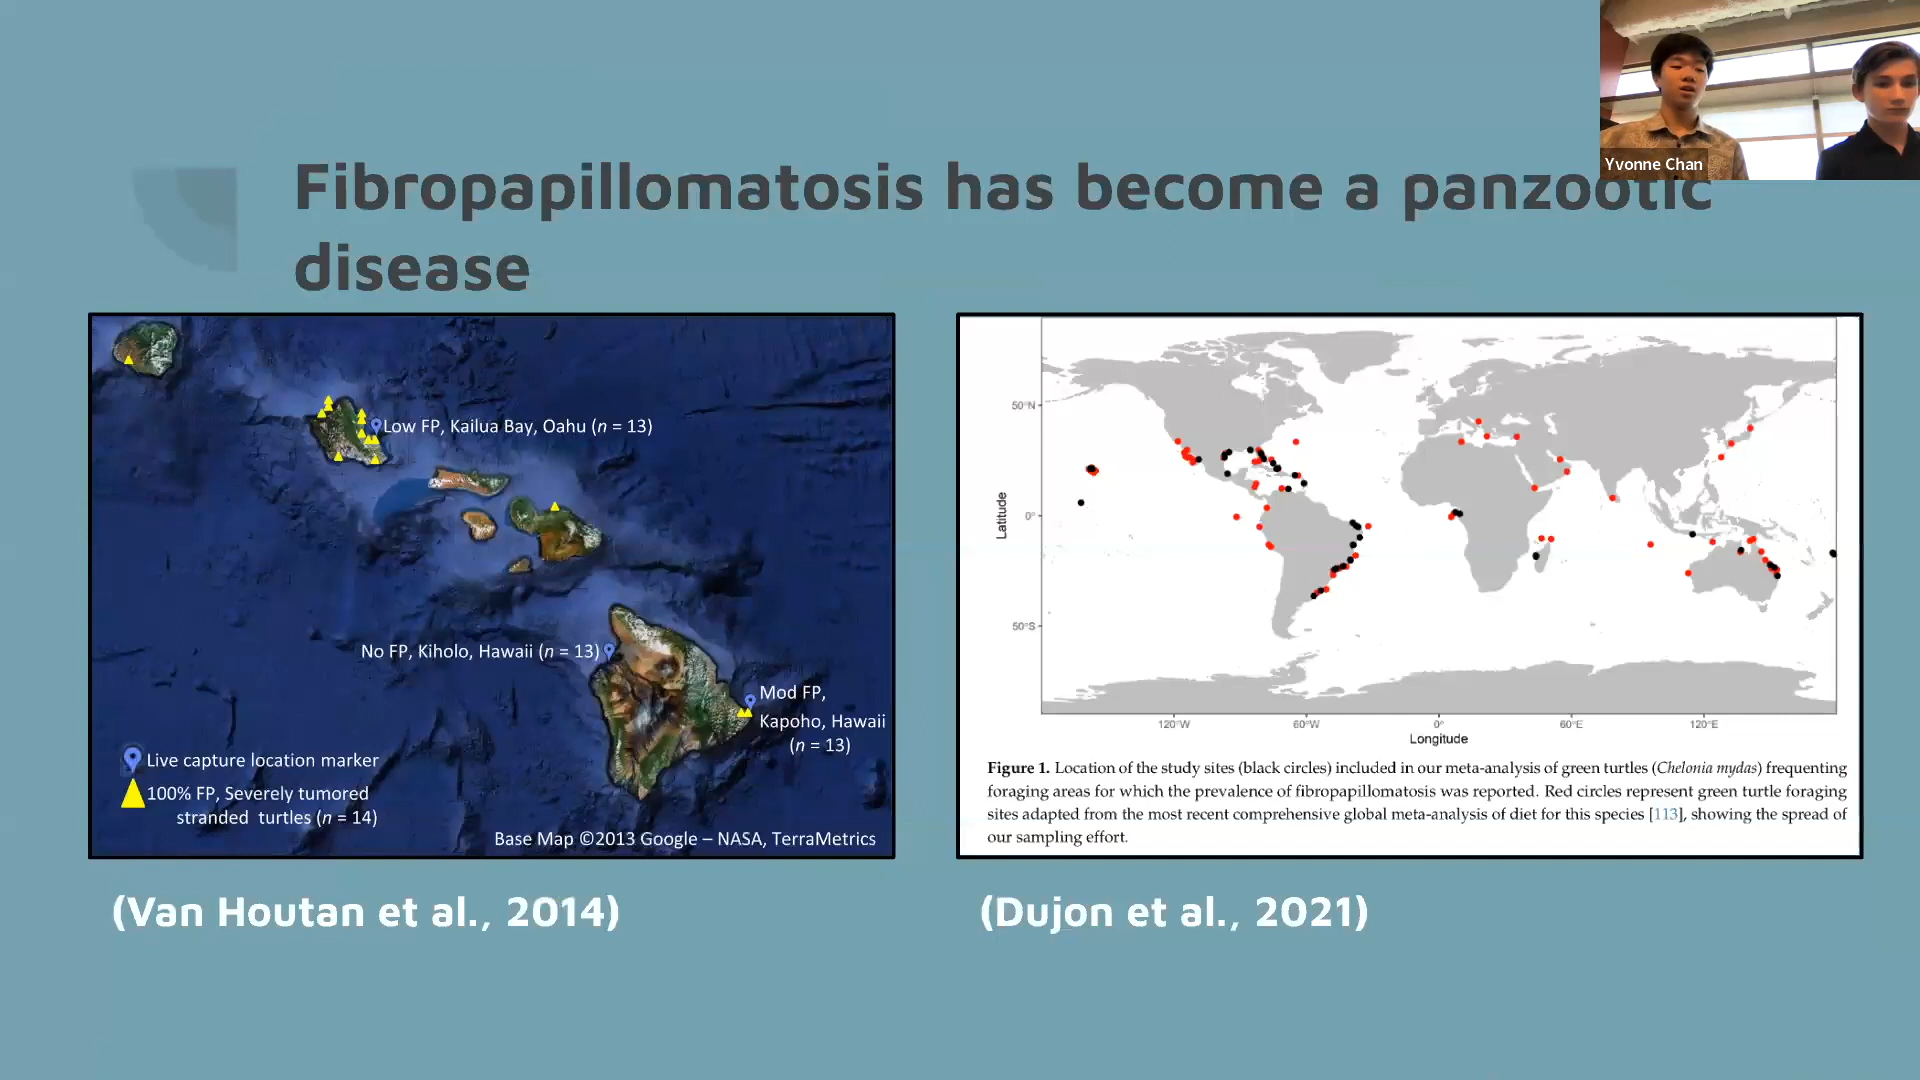 Yvonne Chan
Fibropapillomatosis has become a panzootic
disease
Low FP, Kailua Bay, Oahu (n = 13)
No FP, Kiholo, Hawaii (n = 13)
Mod FP,
Kapoho, Hawaii
(n = 13)
Live capture location marker
100% FP, Severely tumored
stranded turtles (n = 14)
Base Map ©2013 Google – NASA, TerraMetrics
(Van Houtan et al., 2014)
50°N
0°
50°S
Latitude
120°W 60°W 0° 60°E 120°E
Longitude
Figure 1. Location of the study sites (black circles) included in our meta-analysis of green turtles (Chelonia mydas) frequenting
foraging areas for which the prevalence of fibropapillomatosis was reported. Red circles represent green turtle foraging
sites adapted from the most recent comprehensive global meta-analysis of diet for this species [113], showing the spread of
our sampling effort.
(Dujon et al., 2021)